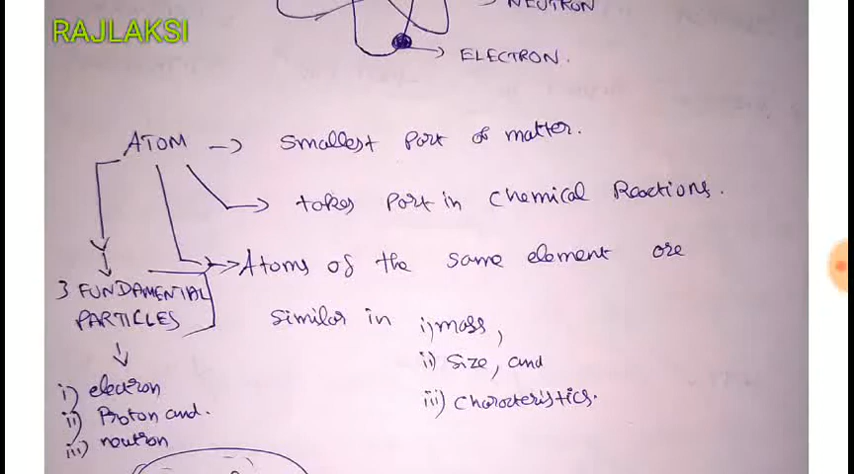 NEUTRON
RAJLAKSI
ELECTRON.
ATOM → Smallest Part of matter.
→ takes Part in Chemical Reactions.
→ Atoms of the same element are
3 FUNDAMENTAL
PARTICLES
Similar in i) mass,
ii) Size, and
iii) Characteristics.
i) electron
ii) Proton and.
iii) neutron